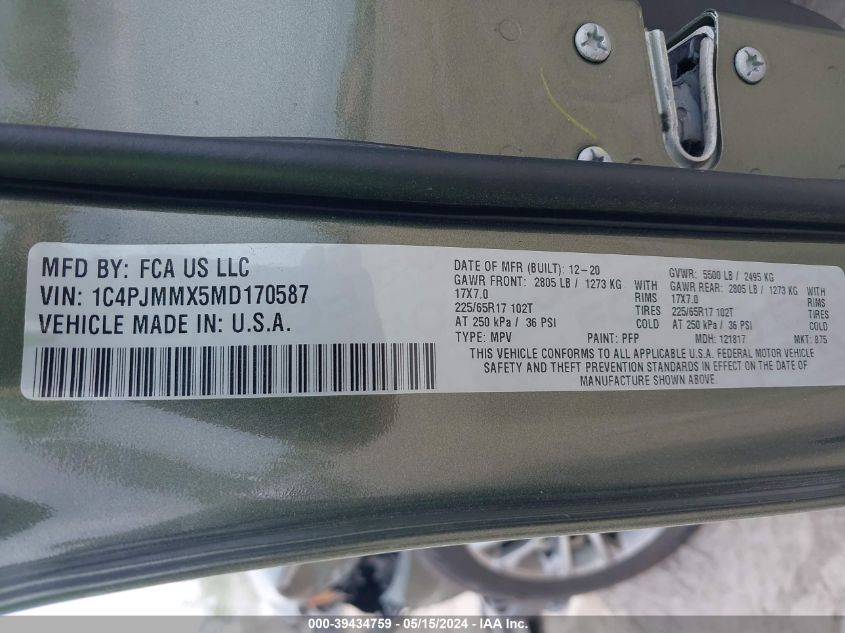 MFD BY: FCA US LLC
VIN: 1C4PJMMX5MD170587
VEHICLE MADE IN: U.S.A.
DATE OF MFR (BUILT): 12-20
GVWR: 5500 LB / 2495 KG
GAWR FRONT: 2805 LB / 1273 KG
GAWR REAR: 2805 LB / 1273 KG
17X7.0 RIMS 17X7.0 RIMS
225/65R17 102T TIRES 225/65R17 102T TIRES
AT 250 kPa / 36 PSI COLD AT 250 kPa / 36 PSI COLD
TYPE: MPV PAINT: PFP MDH: 121817 MKT: 875
THIS VEHICLE CONFORMS TO ALL APPLICABLE U.S.A. FEDERAL MOTOR VEHICLE
SAFETY AND THEFT PREVENTION STANDARDS IN EFFECT ON THE DATE OF
MANUFACTURE SHOWN ABOVE.
000-39434759 - 05/15/2024 - IAAI.com